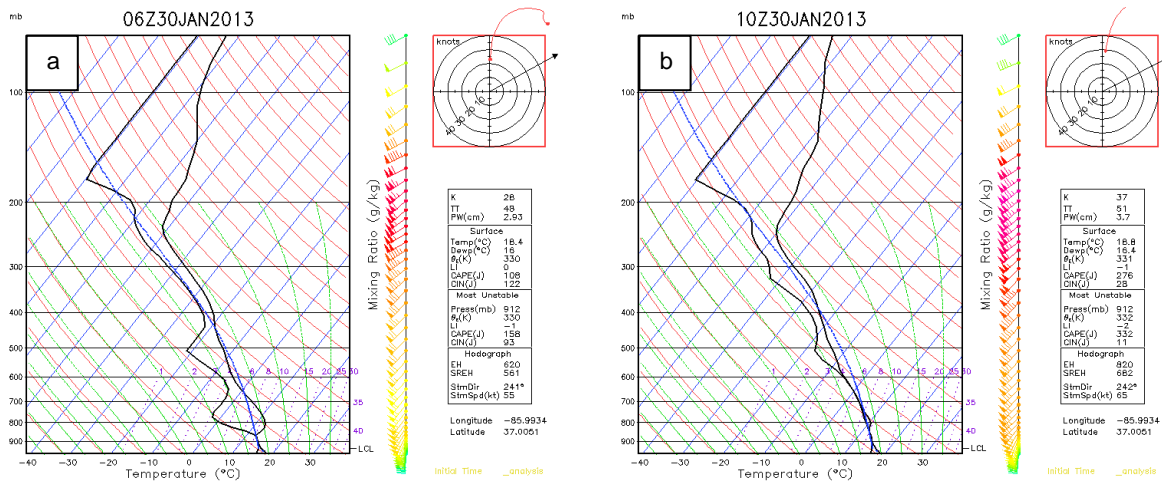 mb
06Z30JAN2013
a
knots
40 30 20 10
100
200
300
400
500
600
700
800
900
1 2 3 4 6 8 10 15 20 25 30
35
40
LCL
-40 -30 -20 -10 0 10 20 30
Temperature (°C)
Mixing Ratio (g/kg)
K 28
TT 48
PW(cm) 2.93
Surface
Temp(°C) 18.4
Dewp(°C) 16
θE(K) 330
LI 0
CAPE(J) 108
CIN(J) 122
Most Unstable
Press(mb) 912
θE(K) 330
LI -1
CAPE(J) 158
CIN(J) 93
Hodograph
EH 620
SREH 561
StmDir 241°
StmSpd(kt) 55
Longitude -85.9934
Latitude 37.0051
Initial Time _analysis
mb
10Z30JAN2013
b
knots
40 30 20 10
100
200
300
400
500
600
700
800
900
1 2 3 4 6 8 10 15 20 25 30
35
40
LCL
-40 -30 -20 -10 0 10 20 30
Temperature (°C)
Mixing Ratio (g/kg)
K 37
TT 51
PW(cm) 3.7
Surface
Temp(°C) 18.8
Dewp(°C) 16.4
θE(K) 331
LI -1
CAPE(J) 276
CIN(J) 28
Most Unstable
Press(mb) 912
θE(K) 332
LI -2
CAPE(J) 332
CIN(J) 11
Hodograph
EH 820
SREH 682
StmDir 242°
StmSpd(kt) 65
Longitude -85.9934
Latitude 37.0051
Initial Time _analysis